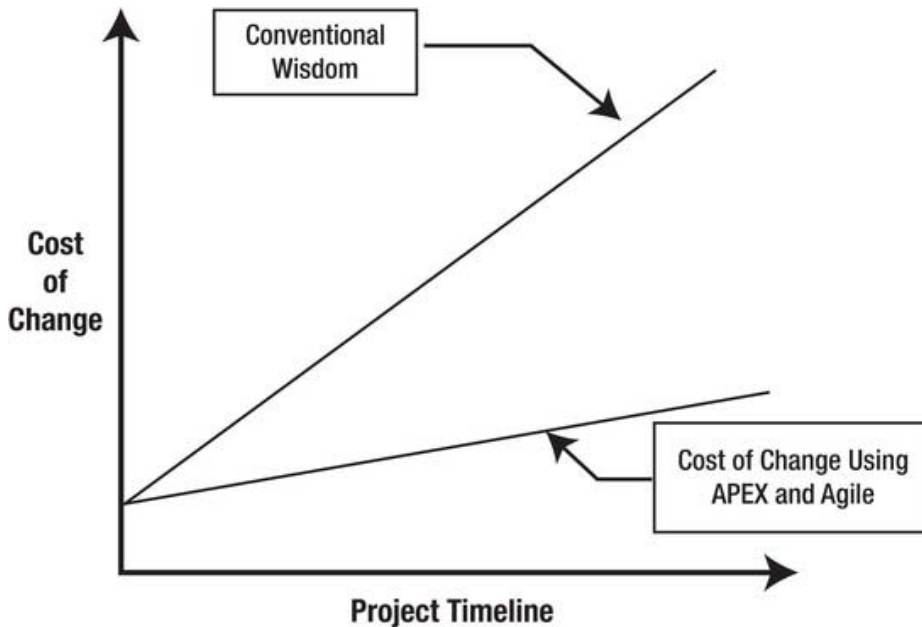 Conventional
Wisdom
Cost
of
Change
Cost of Change Using
APEX and Agile
Project Timeline